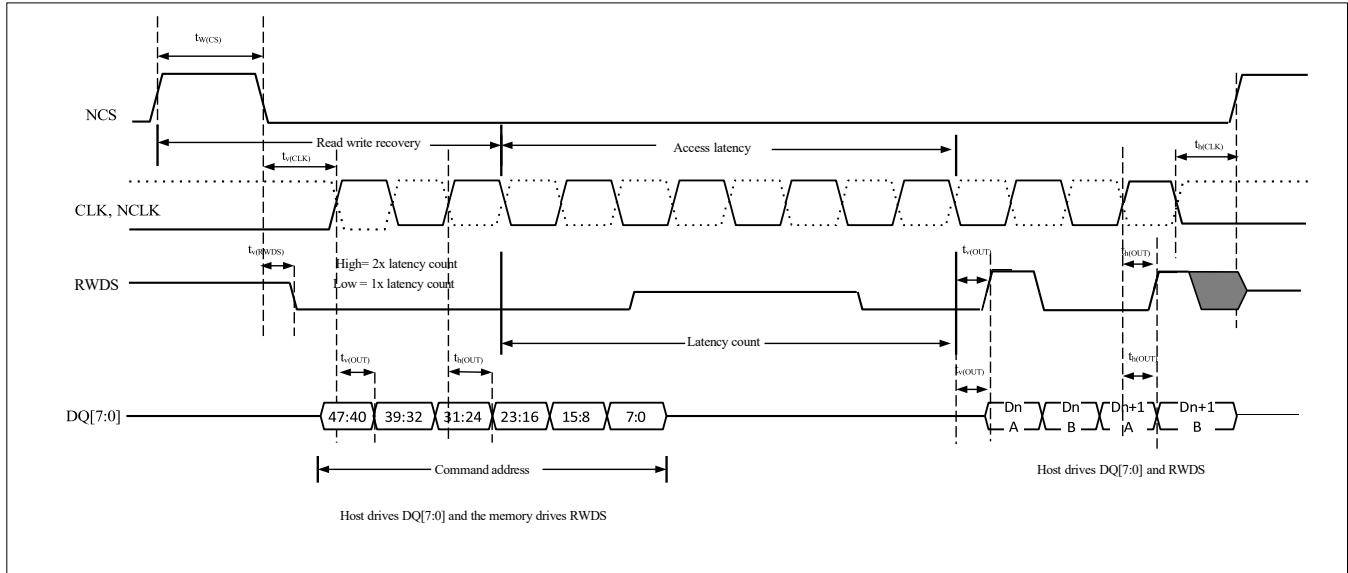 tW(CS)
NCS
Read write recovery
Access latency
tv(CLK)
th(CLK)
CLK, NCLK
tv(RWDS)
High= 2x latency count
Low = 1x latency count
tv(OUT)
th(OUT)
RWDS
Latency count
tv(OUT)
th(OUT)
tv(OUT)
th(OUT)
DQ[7:0]
47:40 39:32 31:24 23:16 15:8 7:0
Dn Dn Dn+1 Dn+1
A B A B
Command address
Host drives DQ[7:0] and RWDS
Host drives DQ[7:0] and the memory drives RWDS